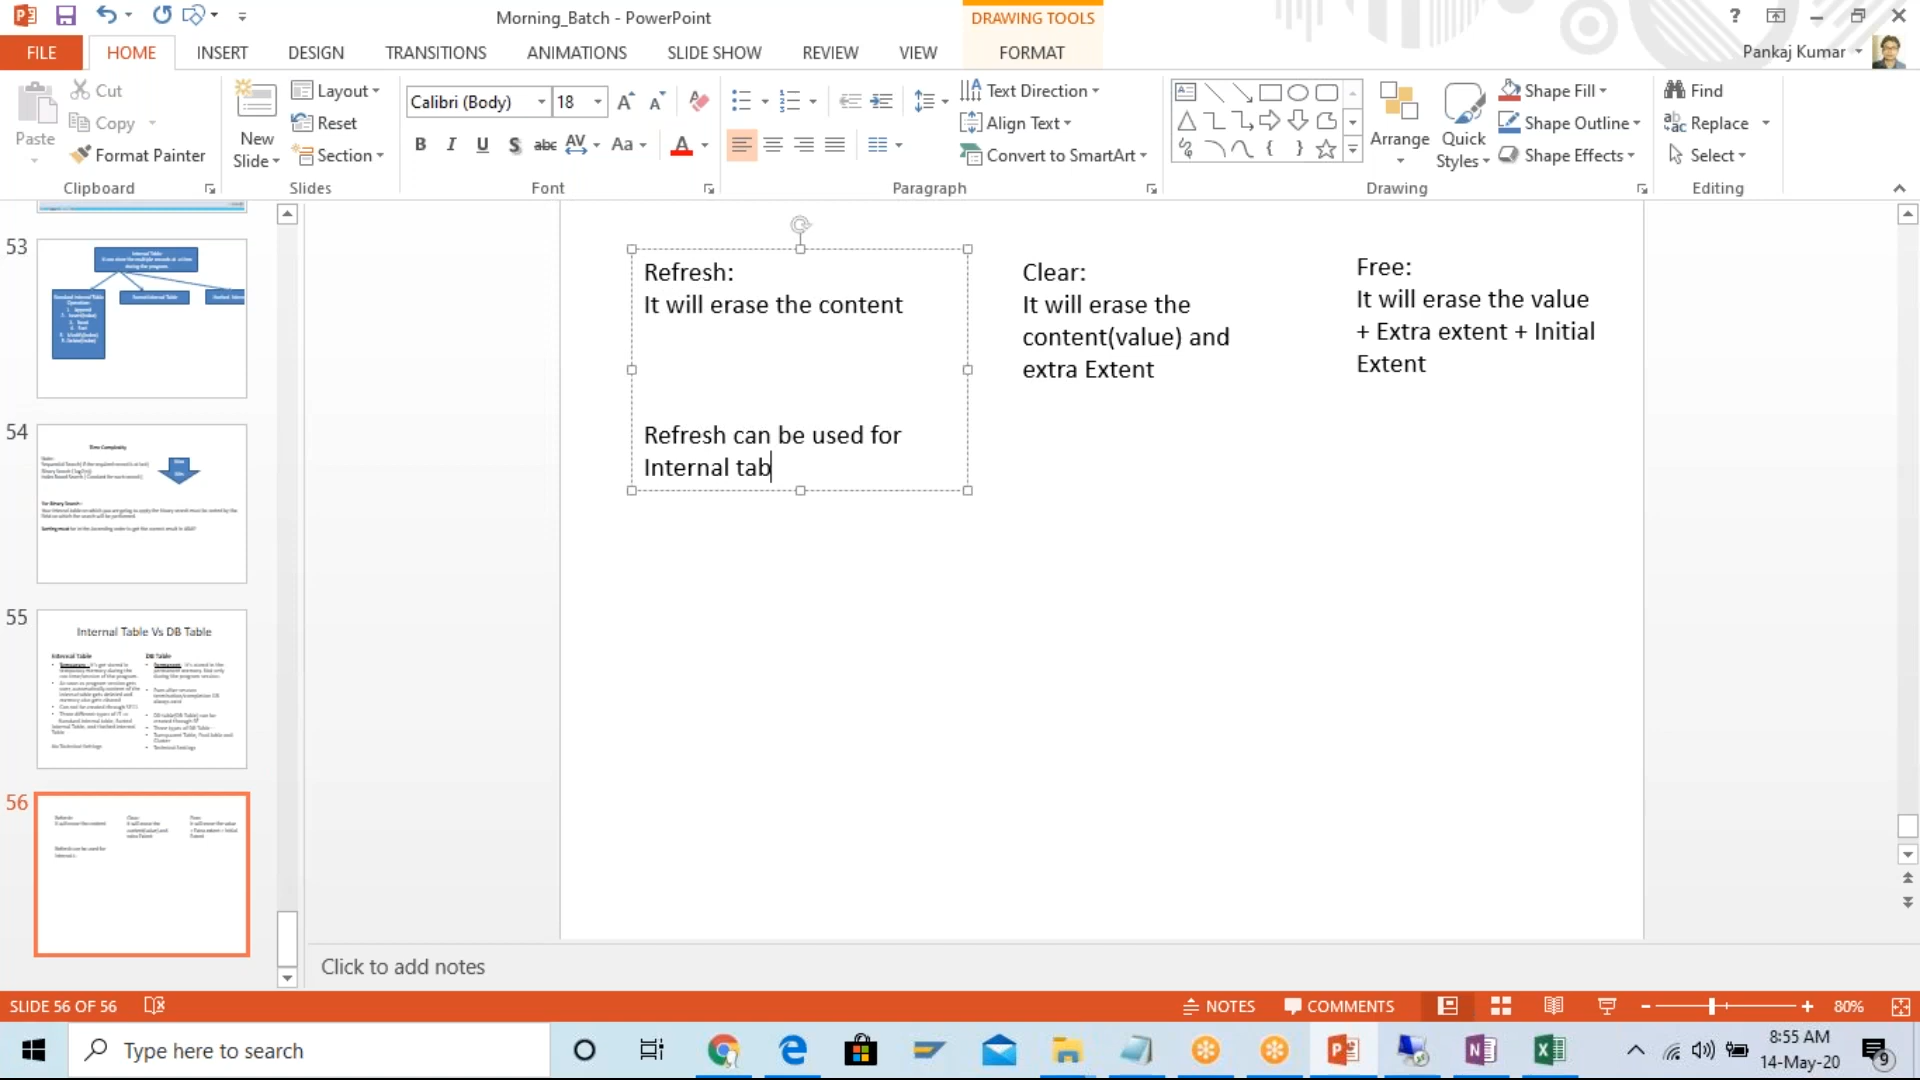 Morning_Batch - PowerPoint
DRAWING TOOLS
?
FILE
HOME
INSERT
DESIGN
TRANSITIONS
ANIMATIONS
SLIDE SHOW
REVIEW
VIEW
FORMAT
Pankaj Kumar
Paste
Cut
Copy
Format Painter
Clipboard
New
Slide
Layout
Reset
Section
Slides
Calibri (Body)
18
B I U S abc AV Aa A
Font
Text Direction
Align Text
Convert to SmartArt
Paragraph
Arrange
Quick
Styles
Shape Fill
Shape Outline
Shape Effects
Drawing
Find
Replace
Select
Editing
53
54
55
Internal Table Vs DB Table
56
Refresh:
It will erase the content
Refresh can be used for
Internal tab
Clear:
It will erase the
content(value) and
extra Extent
Free:
It will erase the value
+ Extra extent + Initial
Extent
Click to add notes
SLIDE 56 OF 56
NOTES
COMMENTS
80%
Type here to search
8:55 AM
14-May-20
9